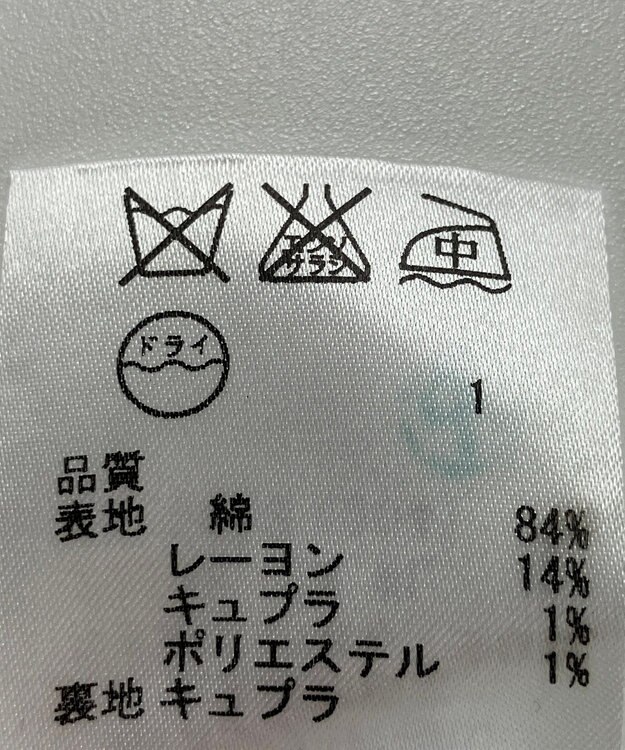 エンソ
サラシ
中
ドライ
1
品質
表地 綿 84%
レーヨン 14%
キュプラ 1%
ポリエステル 1%
裏地 キュプラ